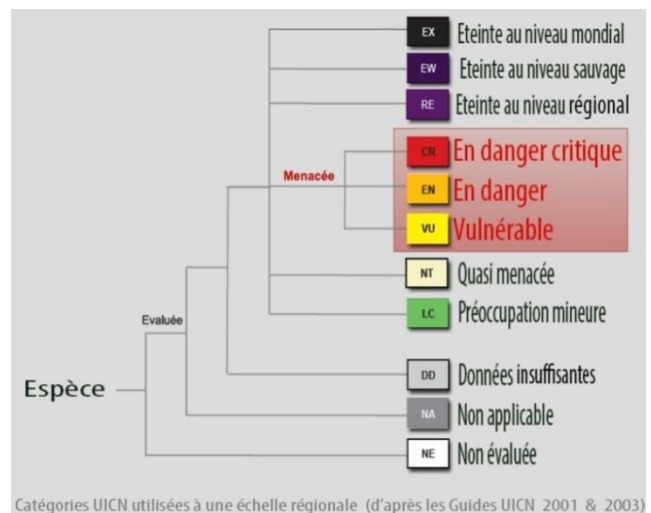 EX Eteinte au niveau mondial
EW Eteinte au niveau sauvage
RE Eteinte au niveau régional
CR En danger critique
Menacée
EN En danger
VU Vulnérable
NT Quasi menacée
LC Préoccupation mineure
Evaluée
DD Données insuffisantes
Espèce
NA Non applicable
NE Non évaluée
Catégories UICN utilisées à une échelle régionale (d'après les Guides UICN 2001 & 2003)